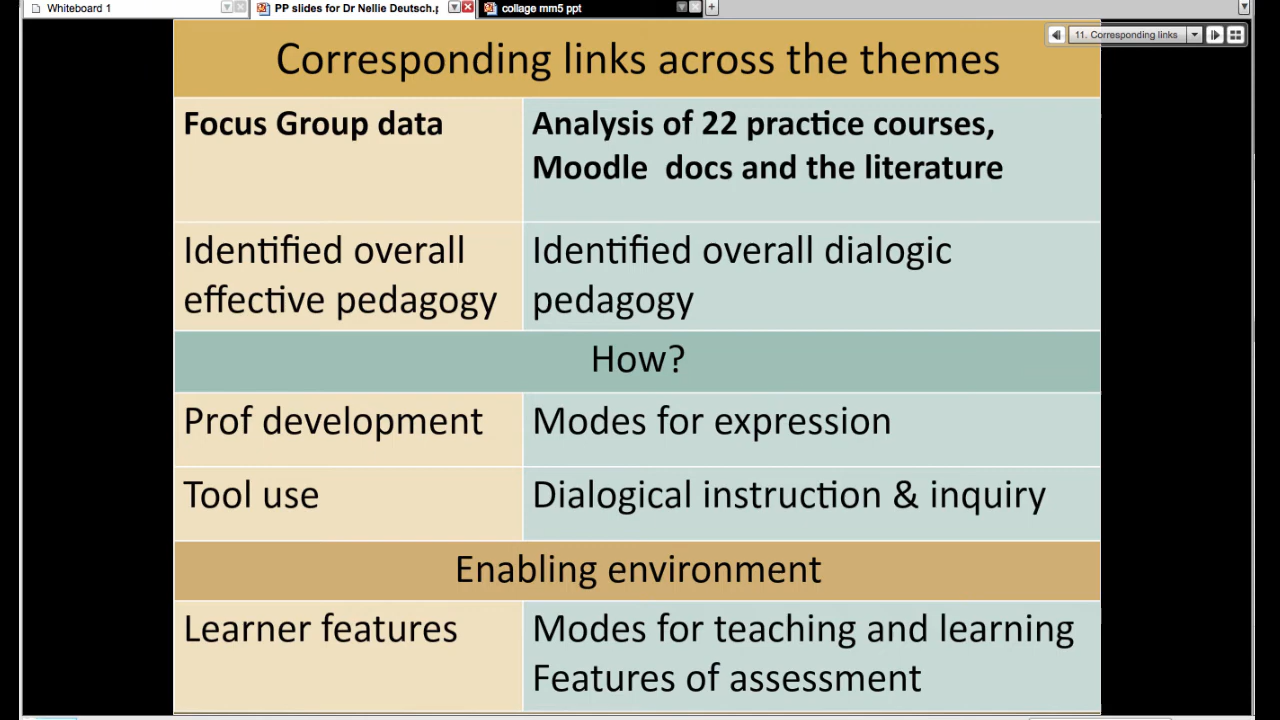 Whiteboard 1
PP slides for Dr Nellie Deutsch.p
collage mm5 ppt
11. Corresponding links
Corresponding links across the themes
Focus Group data
Analysis of 22 practice courses,
Moodle docs and the literature
Identified overall
effective pedagogy
Identified overall dialogic
pedagogy
How?
Prof development
Modes for expression
Tool use
Dialogical instruction & inquiry
Enabling environment
Learner features
Modes for teaching and learning
Features of assessment